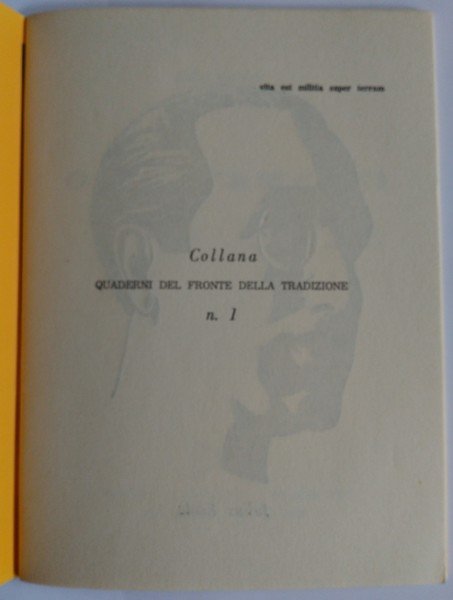 vita est militia super terram
Collana
QUADERNI DEL FRONTE DELLA TRADIZIONE
n. 1